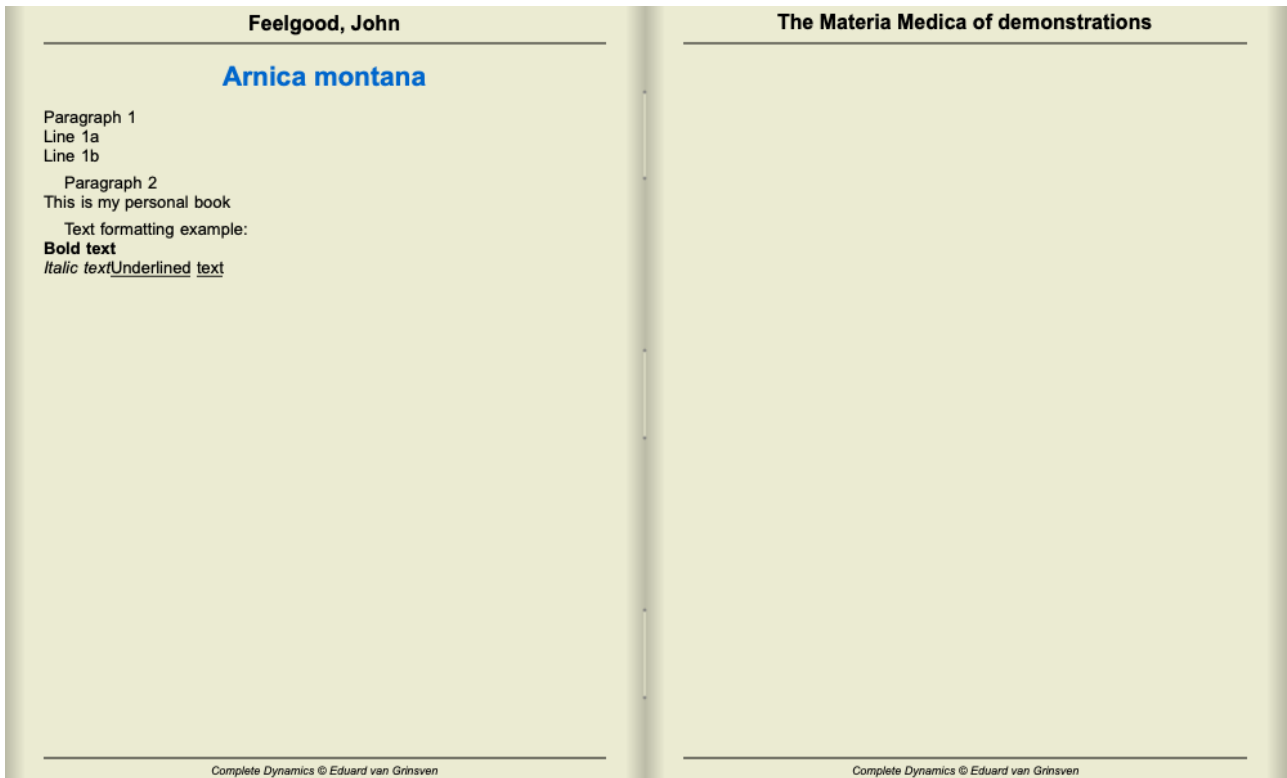 Feelgood, John
Arnica montana
Paragraph 1
Line 1a
Line 1b
Paragraph 2
This is my personal book
Text formatting example:
Bold text
Italic textUnderlined text
Complete Dynamics © Eduard van Grinsven
The Materia Medica of demonstrations
Complete Dynamics © Eduard van Grinsven